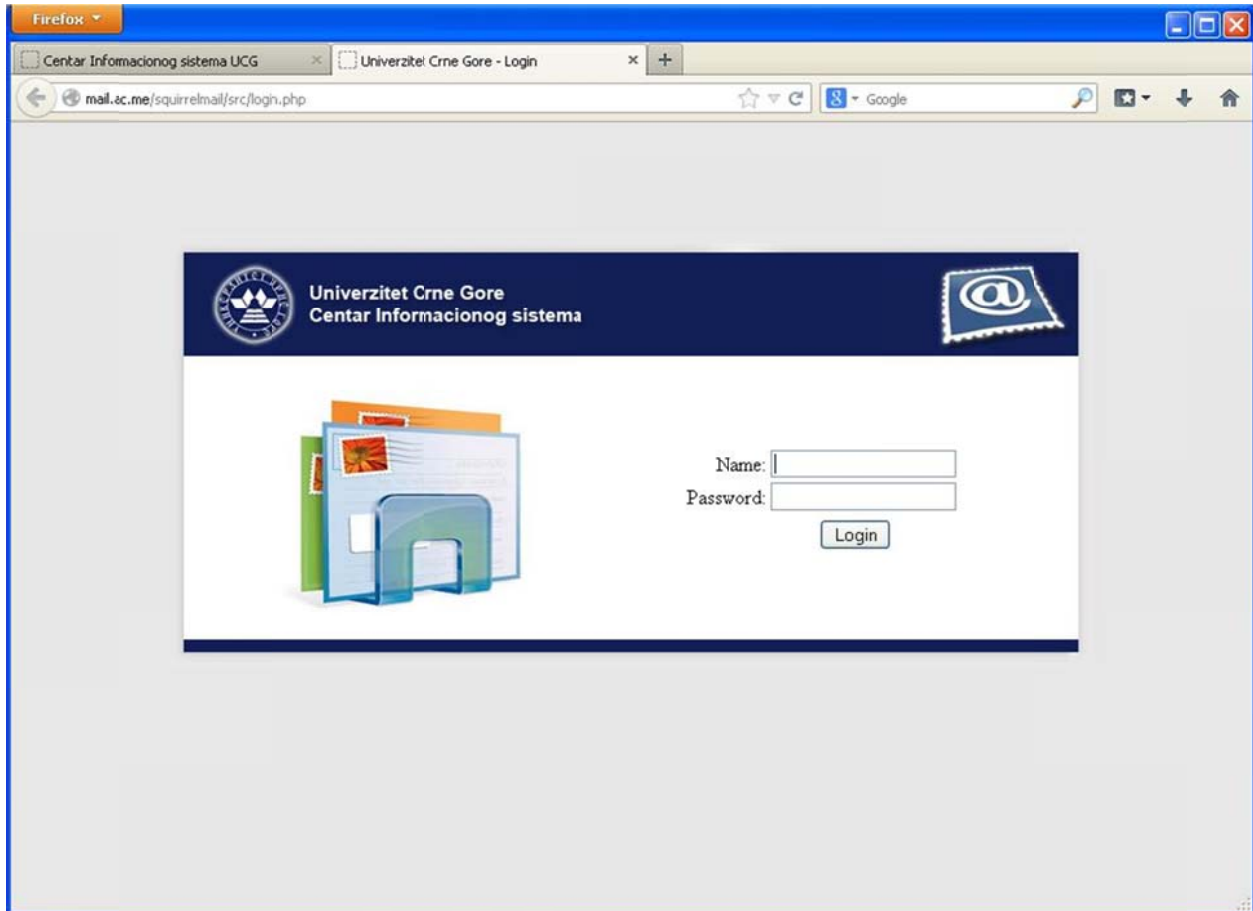 Firefox
Centar Informacionog sistema UCG
Univerzitet Crne Gore - Login
mail.ac.me/squirrelmail/src/login.php
Google
Univerzitet Crne Gore
Centar Informacionog sistema
@
Name:
Password:
Login